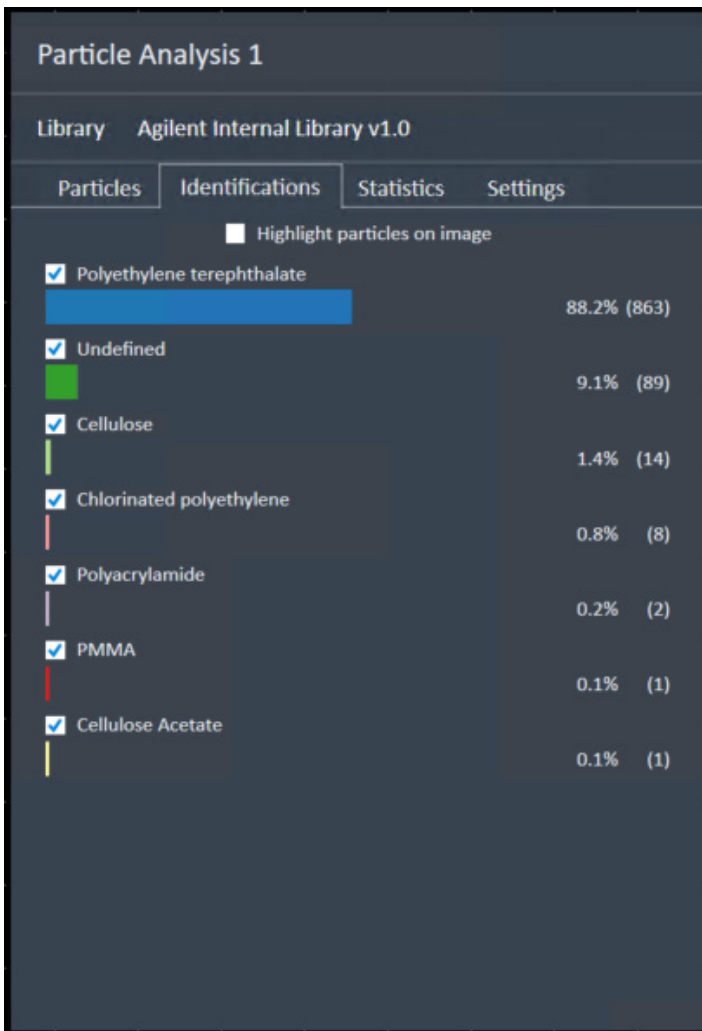 Particle Analysis 1
Library Agilent Internal Library v1.0
Particles Identifications Statistics Settings
Highlight particles on image
Polyethylene terephthalate
88.2% (863)
Undefined
9.1% (89)
Cellulose
1.4% (14)
Chlorinated polyethylene
0.8% (8)
Polyacrylamide
0.2% (2)
PMMA
0.1% (1)
Cellulose Acetate
0.1% (1)